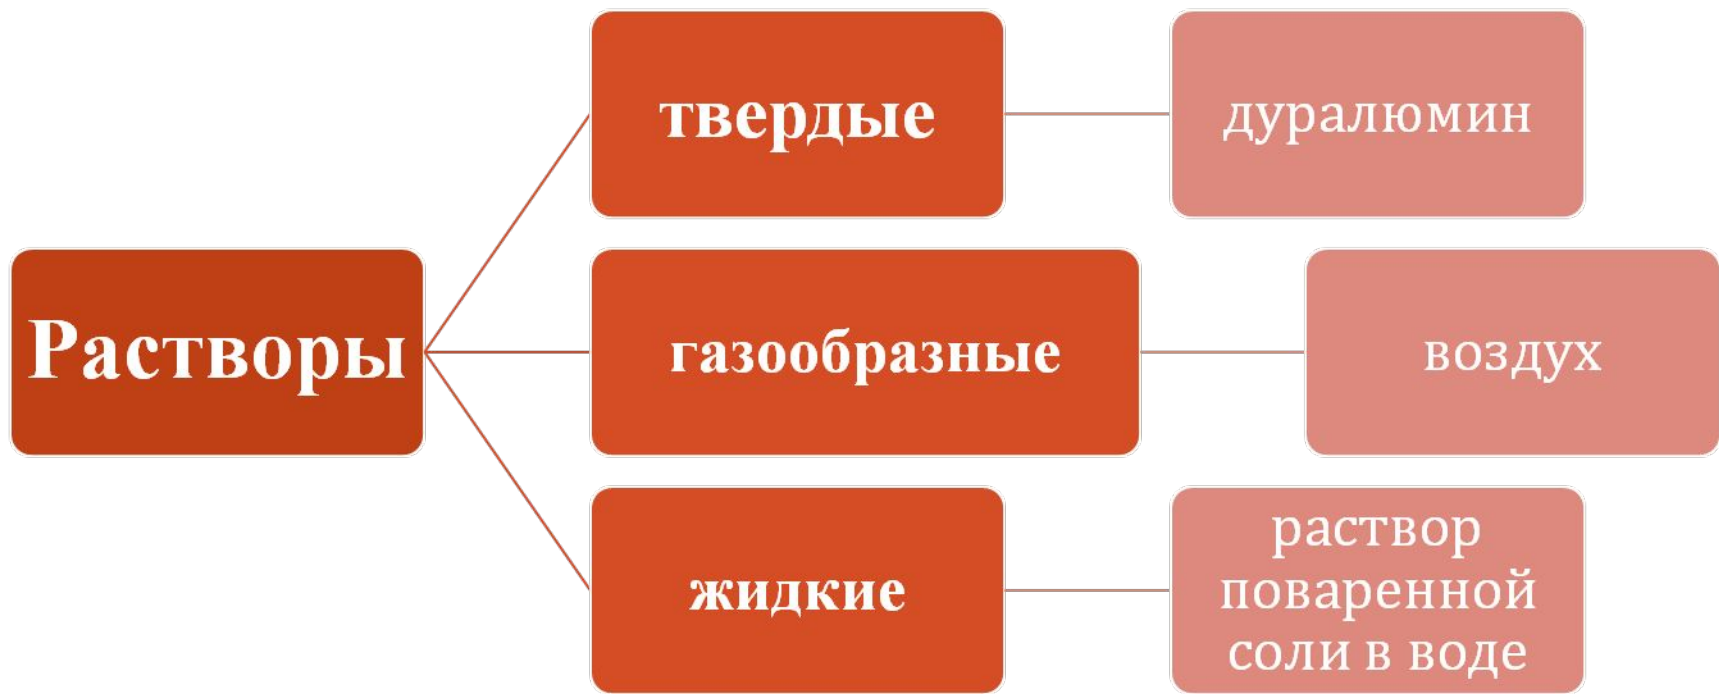 Растворы
твердые
дуралюмин
газообразные
воздух
жидкие
раствор
поваренной
соли в воде